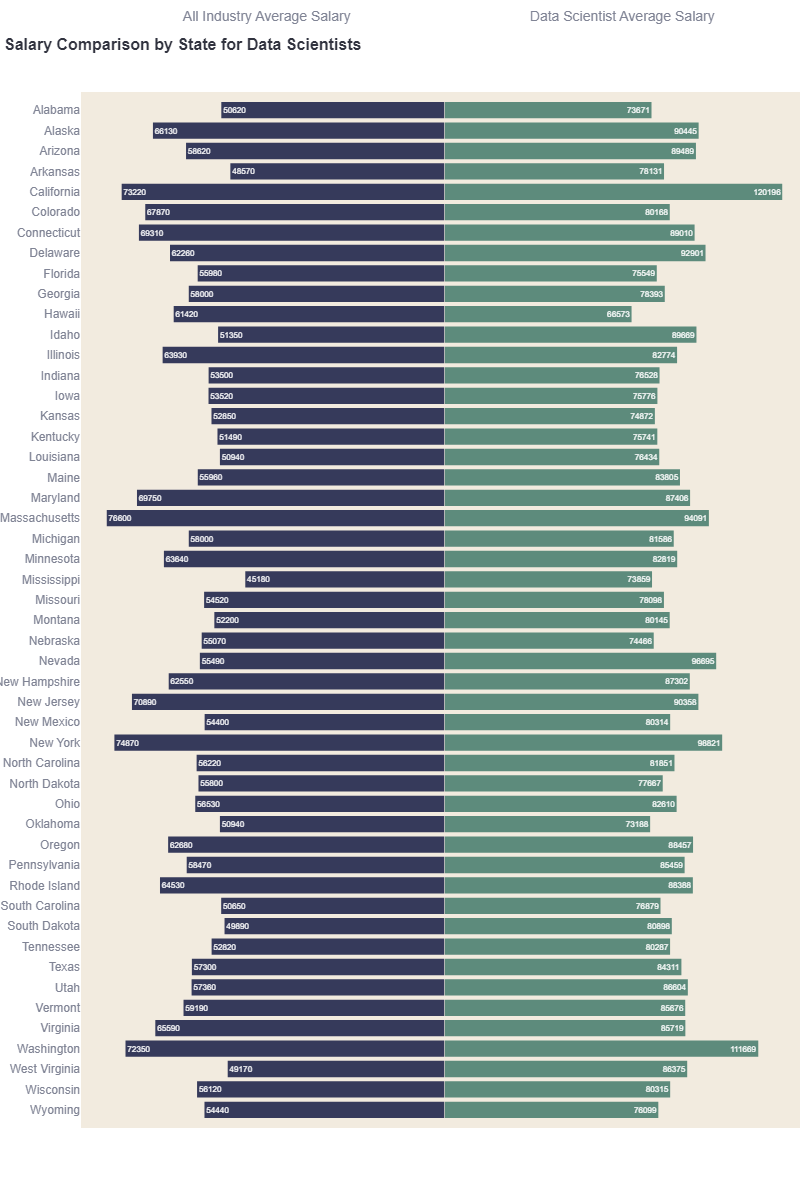 All Industry Average Salary Data Scientist Average Salary
Salary Comparison by State for Data Scientists
Alabama 50620 73671
Alaska 66130 90445
Arizona 58620 89489
Arkansas 48570 78131
California 73220 120196
Colorado 67870 80168
Connecticut 69310 89010
Delaware 62260 92901
Florida 55980 75549
Georgia 58000 78393
Hawaii 61420 66573
Idaho 51350 89669
Illinois 63930 82774
Indiana 53500 76528
Iowa 53520 75776
Kansas 52850 74872
Kentucky 51490 75741
Louisiana 50940 76434
Maine 55960 83805
Maryland 69750 87406
Massachusetts 76600 94091
Michigan 58000 81586
Minnesota 63640 82819
Mississippi 45180 73859
Missouri 54520 78098
Montana 52200 80145
Nebraska 55070 74466
Nevada 55490 96695
New Hampshire 62550 87302
New Jersey 70890 90358
New Mexico 54400 80314
New York 74870 98821
North Carolina 56220 81851
North Dakota 55800 77667
Ohio 56530 82610
Oklahoma 50940 73188
Oregon 62680 88457
Pennsylvania 58470 85459
Rhode Island 64530 88388
South Carolina 50650 76879
South Dakota 49890 80898
Tennessee 52820 80287
Texas 57300 84311
Utah 57360 86604
Vermont 59190 85676
Virginia 65590 85719
Washington 72350 111669
West Virginia 49170 86375
Wisconsin 56120 80315
Wyoming 54440 76099